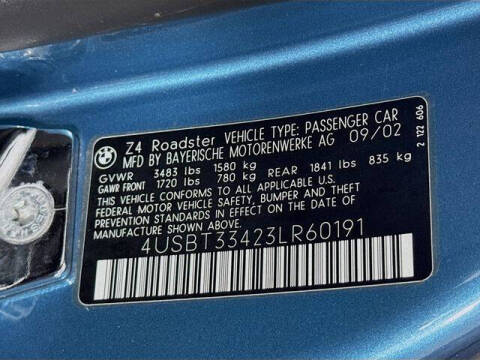 Z4 Roadster VEHICLE TYPE: PASSENGER CAR
MFD BY BAYERISCHE MOTORENWERKE AG 09/02
GVWR 3483 lbs 1580 kg
GAWR FRONT 1720 lbs 780 kg REAR 1841 lbs 835 kg
THIS VEHICLE CONFORMS TO ALL APPLICABLE U.S.
FEDERAL MOTOR VEHICLE SAFETY, BUMPER AND THEFT
PREVENTION STANDARDS IN EFFECT ON THE DATE OF
MANUFACTURE SHOWN ABOVE.
4USBT33423LR60191
2 122 606